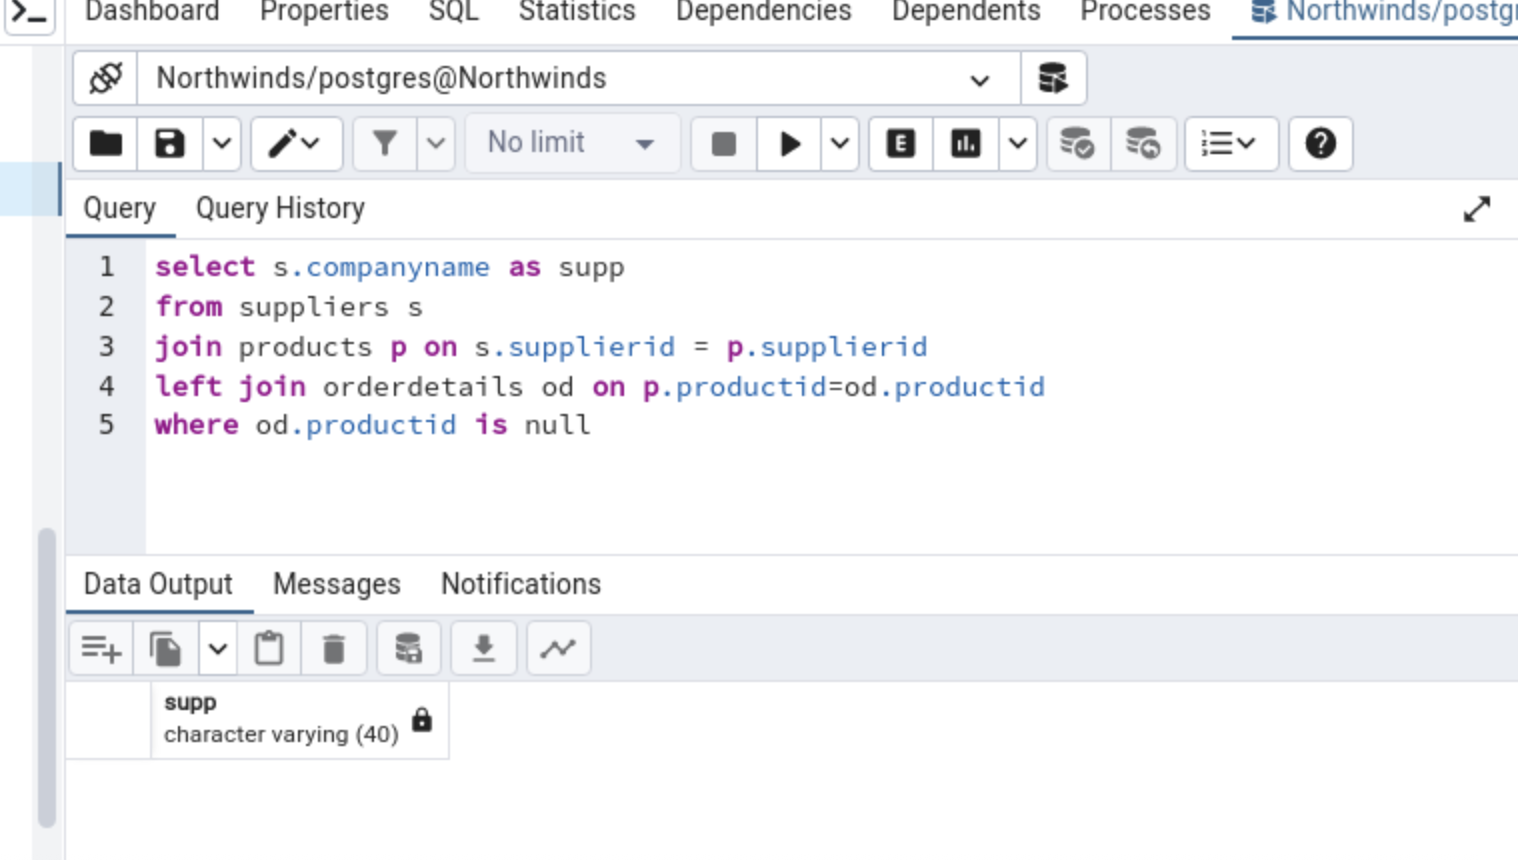 Dashboard Properties SQL Statistics Dependencies Dependents Processes Northwinds/postgr
Northwinds/postgres@Northwinds
No limit E
Query Query History
1 select s.companyname as supp
2 from suppliers s
3 join products p on s.supplierid = p.supplierid
4 left join orderdetails od on p.productid=od.productid
5 where od.productid is null
Data Output Messages Notifications
supp
character varying (40)